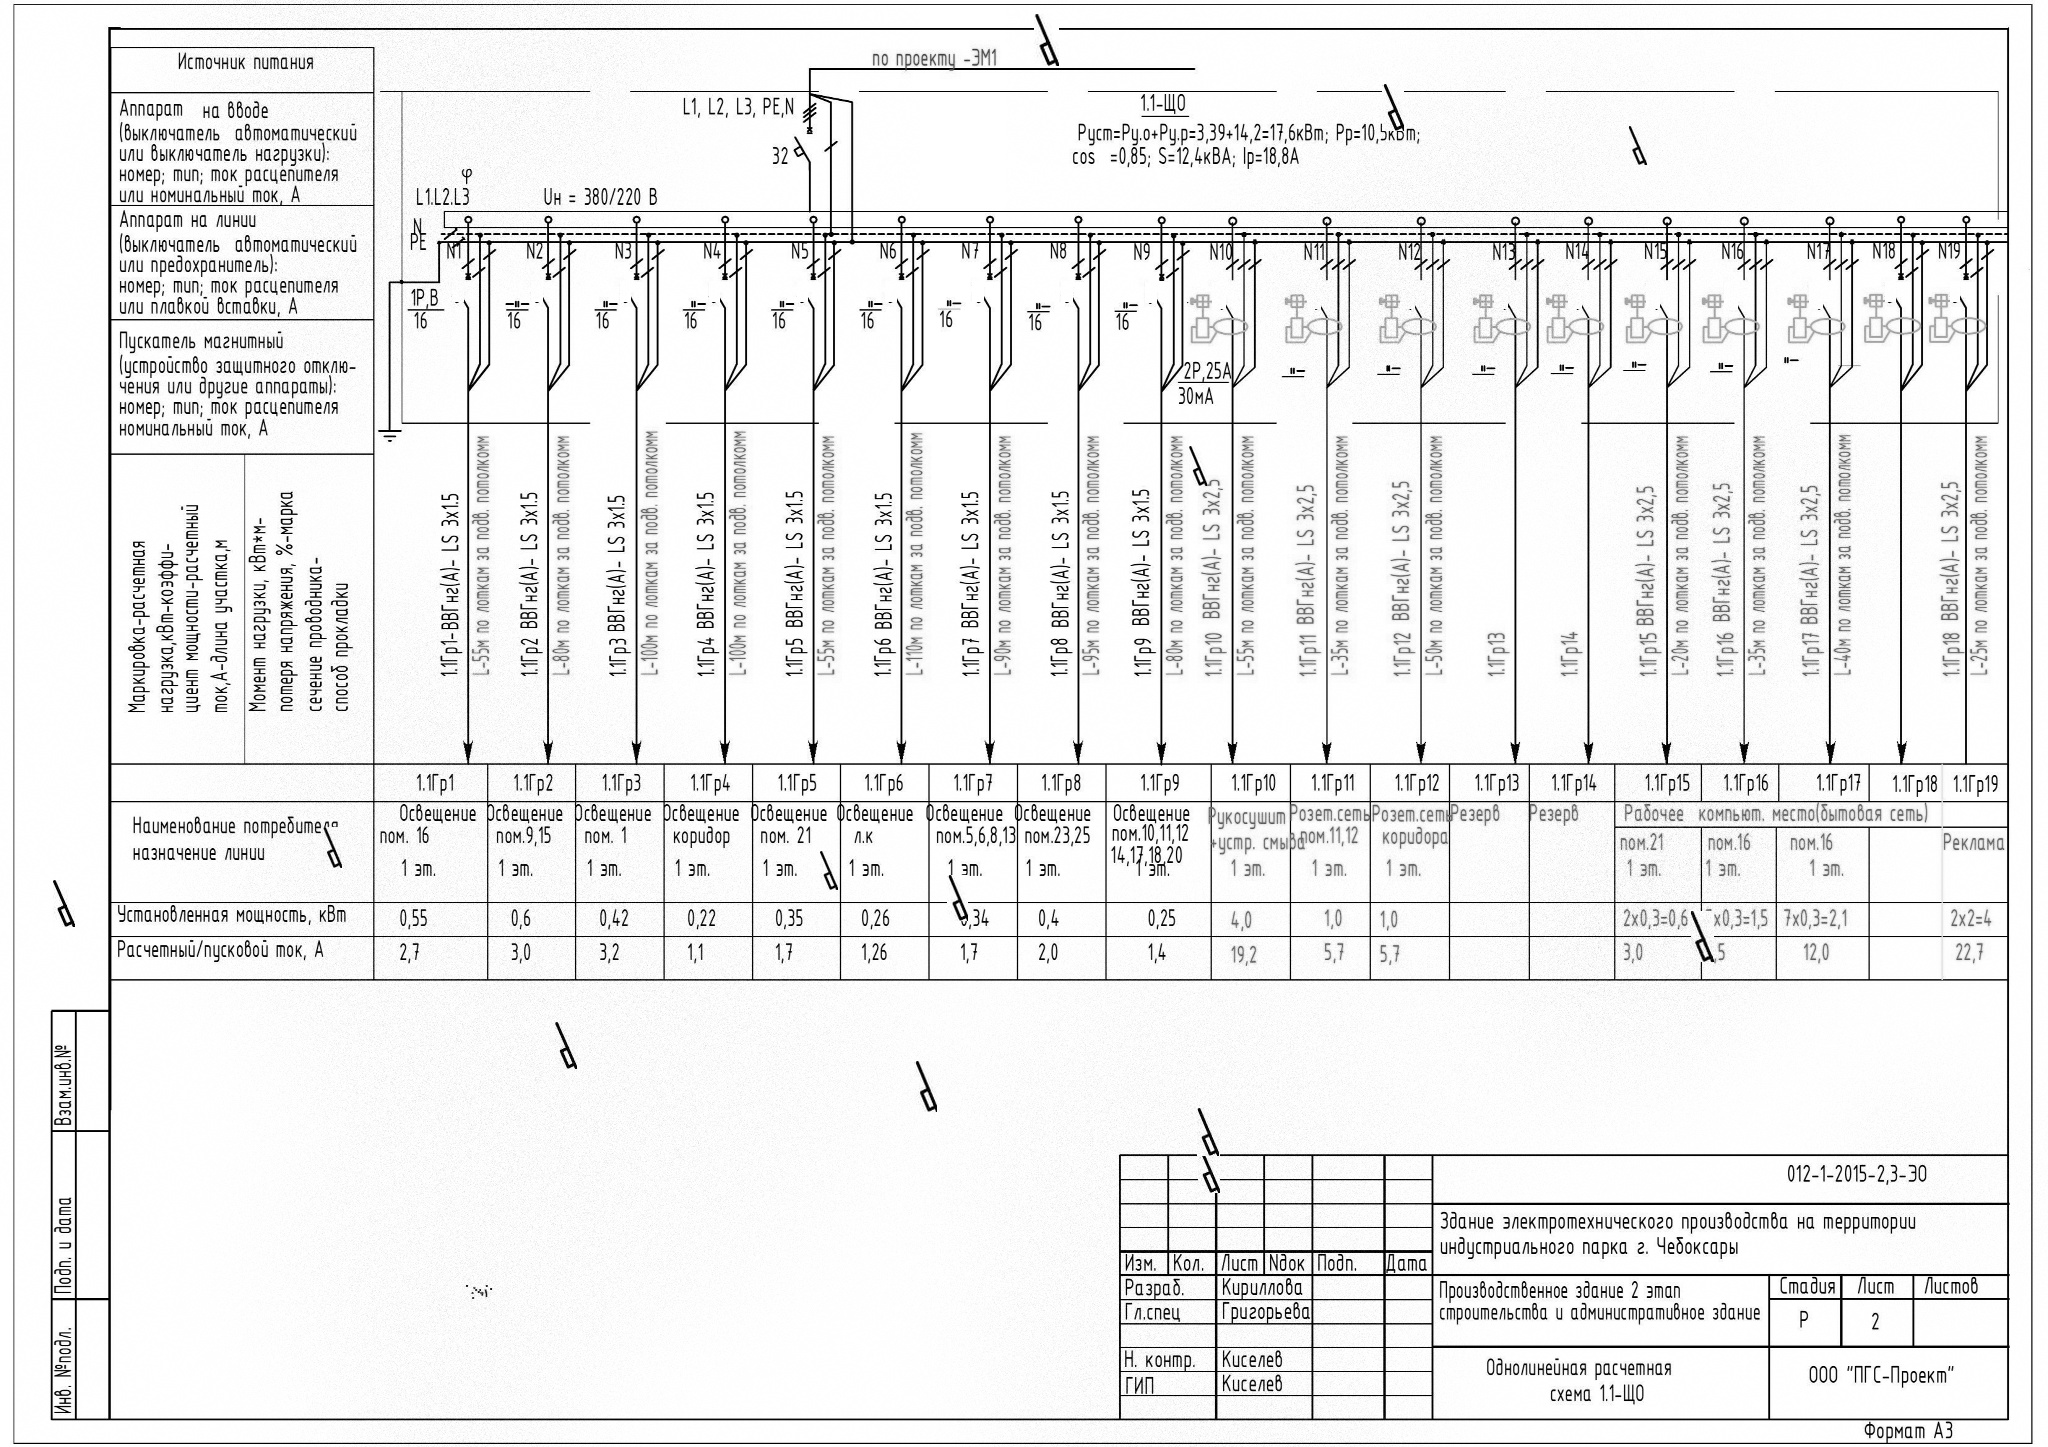 по проекту -ЭМ1
Источник питания
Аппарат на вводе
(выключатель автоматический
или выключатель нагрузки):
номер; тип; ток расцепителя
или номинальный ток, А
L1, L2, L3, PE,N
32
1.1-ЩО
Руст=Ру.о+Ру.р=3,39+14,2=17,6кВт; Рр=10,5кВт;
cos =0,85; S=12,4кВА; Iр=18,8А
φ
L1.L2.L3
Uн = 380/220 В
N
PE
Аппарат на линии
(выключатель автоматический
или предохранитель):
номер; тип; ток расцепителя
или плавкой вставки, А
N1 N2 N3 N4 N5 N6 N7 N8 N9 N10 N11 N12 N13 N14 N15 N16 N17 N18 N19
1Р,В
16 16 16 16 16 16 16 16 16
Пускатель магнитный
(устройство защитного отклю-
чения или другие аппараты):
номер; тип; ток расцепителя
номинальный ток, А
2Р,25А
30мА
Маркировка-расчетная
нагрузка,кВт-коэффи-
циент мощности-расчетный
ток,А-длина участка,м
Момент нагрузки, кВт*м-
потеря напряжения, %-марка
сечение проводника-
способ прокладки
1.1Гр1-ВВГнг(А)- LS 3х1.5
L-55м по лоткам за подв. потолкомм
1.1Гр2 ВВГнг(А)- LS 3х1.5
L-80м по лоткам за подв. потолкомм
1.1Гр3 ВВГнг(А)- LS 3х1.5
L-100м по лоткам за подв. потолкомм
1.1Гр4 ВВГнг(А)- LS 3х1.5
L-100м по лоткам за подв. потолкомм
1.1Гр5 ВВГнг(А)- LS 3х1.5
L-55м по лоткам за подв. потолкомм
1.1Гр6 ВВГнг(А)- LS 3х1.5
L-110м по лоткам за подв. потолкомм
1.1Гр7 ВВГнг(А)- LS 3х1.5
L-90м по лоткам за подв. потолкомм
1.1Гр8 ВВГнг(А)- LS 3х1.5
L-95м по лоткам за подв. потолкомм
1.1Гр9 ВВГнг(А)- LS 3х1.5
L-80м по лоткам за подв. потолкомм
1.1Гр10 ВВГнг(А)- LS 3х2,5
L-55м по лоткам за подв. потолкомм
1.1Гр11 ВВГнг(А)- LS 3х2,5
L-35м по лоткам за подв. потолкомм
1.1Гр12 ВВГнг(А)- LS 3х2,5
L-50м по лоткам за подв. потолкомм
1.1Гр13
1.1Гр14
1.1Гр15 ВВГнг(А)- LS 3х2,5
L-20м по лоткам за подв. потолкомм
1.1Гр16 ВВГнг(А)- LS 3х2,5
L-35м по лоткам за подв. потолкомм
1.1Гр17 ВВГнг(А)- LS 3х2,5
L-40м по лоткам за подв. потолкомм
1.1Гр18 ВВГнг(А)- LS 3х2,5
L-25м по лоткам за подв. потолкомм
1.1Гр1 1.1Гр2 1.1Гр3 1.1Гр4 1.1Гр5 1.1Гр6 1.1Гр7 1.1Гр8 1.1Гр9 1.1Гр10 1.1Гр11 1.1Гр12 1.1Гр13 1.1Гр14 1.1Гр15 1.1Гр16 1.1Гр17 1.1Гр18 1.1Гр19
Наименование потребителя
назначение линии
Освещение Освещение Освещение Освещение Освещение Освещение Освещение Освещение Освещение Рукосушит Розет.сеть Розет.сеть Резерв Резерв Рабочее компьют. место(бытовая сеть)
пом. 16 пом.9,15 пом. 1 коридор пом. 21 л.к пом.5,6,8,13 пом.23,25 пом.10,11,12 +устр. смыва пом.11,12 коридора пом.21 пом.16 пом.16 Реклама
14,17,18,20
1 эт. 1 эт. 1 эт. 1 эт. 1 эт. 1 эт. 1 эт. 1 эт. 1 эт. 1 эт. 1 эт. 1 эт. 1 эт. 1 эт. 1 эт.
Установленная мощность, кВт 0,55 0,6 0,42 0,22 0,35 0,26 ,34 0,4 0,25 4,0 1,0 1,0 2х0,3=0,6 х0,3=1,5 7х0,3=2,1 2х2=4
Расчетный/пусковой ток, А 2,7 3,0 3,2 1,1 1,7 1,26 1,7 2,0 1,4 19,2 5,7 5,7 3,0 ,5 12,0 22,7
Взам.инв.№
Подп. и дата
Инв. №подл.
012-1-2015-2,3-ЭО
Здание электротехнического производства на территории
индустриального парка г. Чебоксары
Изм. Кол. Лист Nдок Подп. Дата
Разраб. Кириллова
Гл.спец Григорьева
Н. контр. Киселев
ГИП Киселев
Производственное здание 2 этап
строительства и административное здание
Стадия Лист Листов
Р 2
Однолинейная расчетная
схема 1.1-ЩО
ООО "ПГС-Проект"
Формат А3